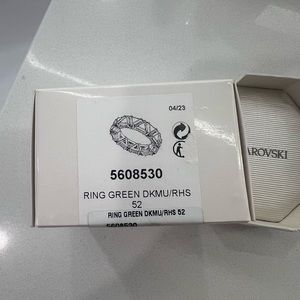 04/23
5608530
RING GREEN DKMU/RHS
52
RING GREEN DKMU/RHS 52
5608530
AROVSKI